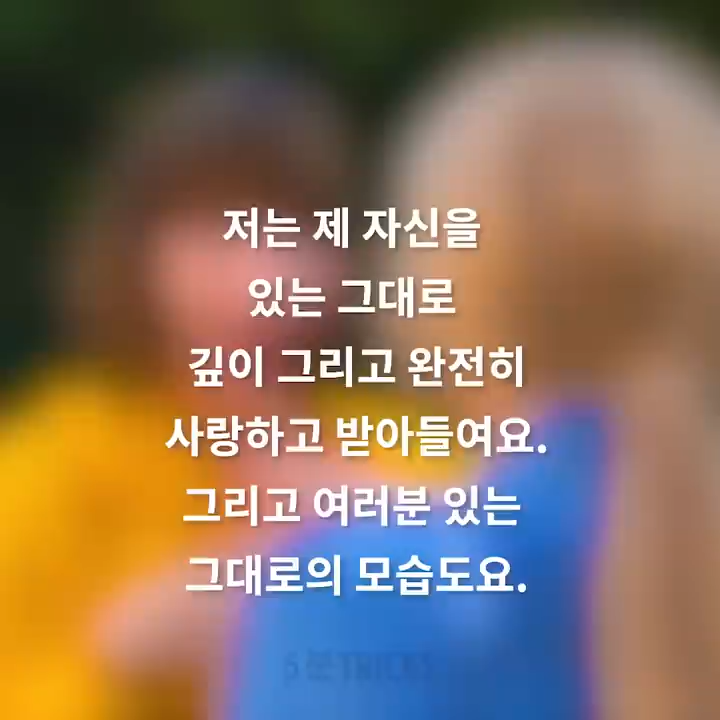 저는 제 자신을
있는 그대로
깊이 그리고 완전히
사랑하고 받아들여요.
그리고 여러분 있는
그대로의 모습도요.